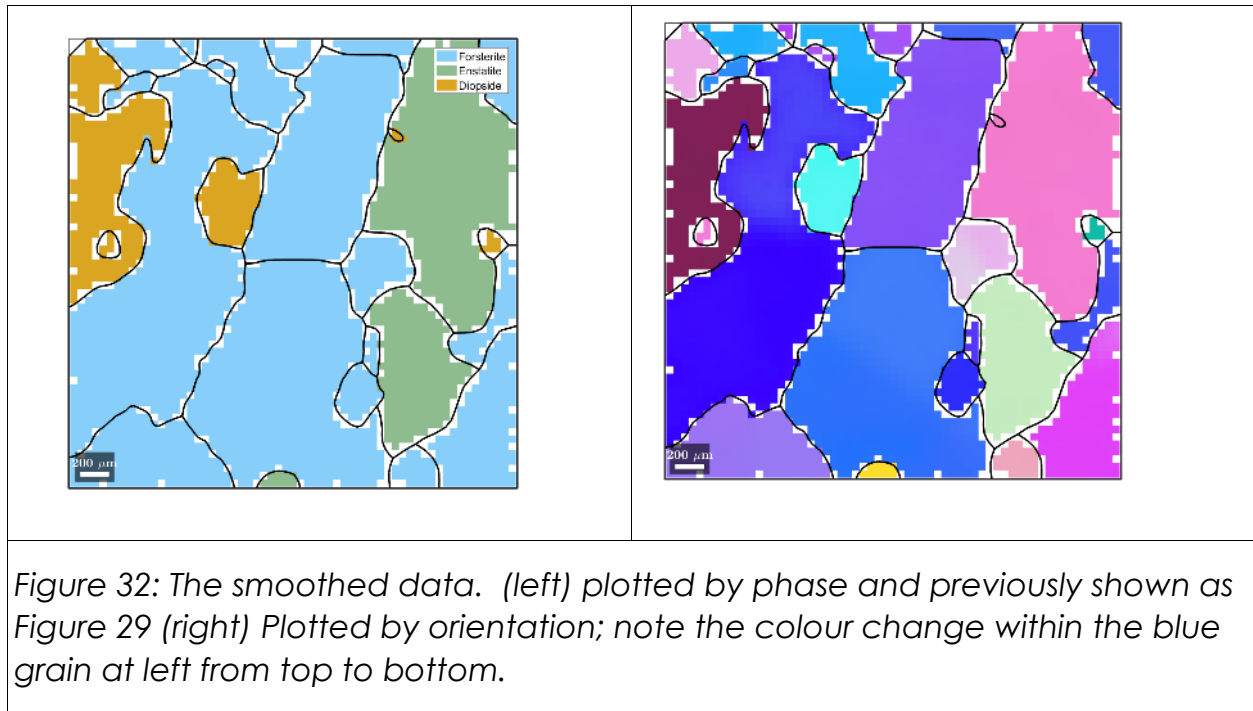 Forsterite
Enstatite
Diopside
200 μm
200 μm
Figure 32: The smoothed data.  (left) plotted by phase and previously shown as
Figure 29 (right) Plotted by orientation; note the colour change within the blue
grain at left from top to bottom.